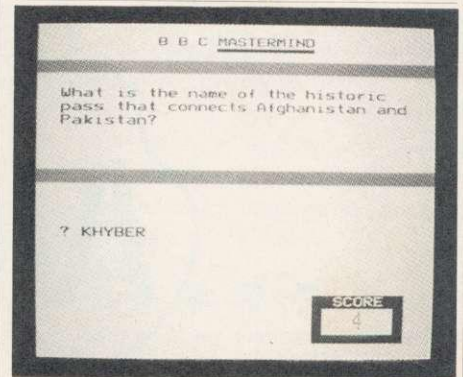 B B C MASTERMIND
What is the name of the historic
pass that connects Afghanistan and
Pakistan?
? KHYBER
SCORE
4